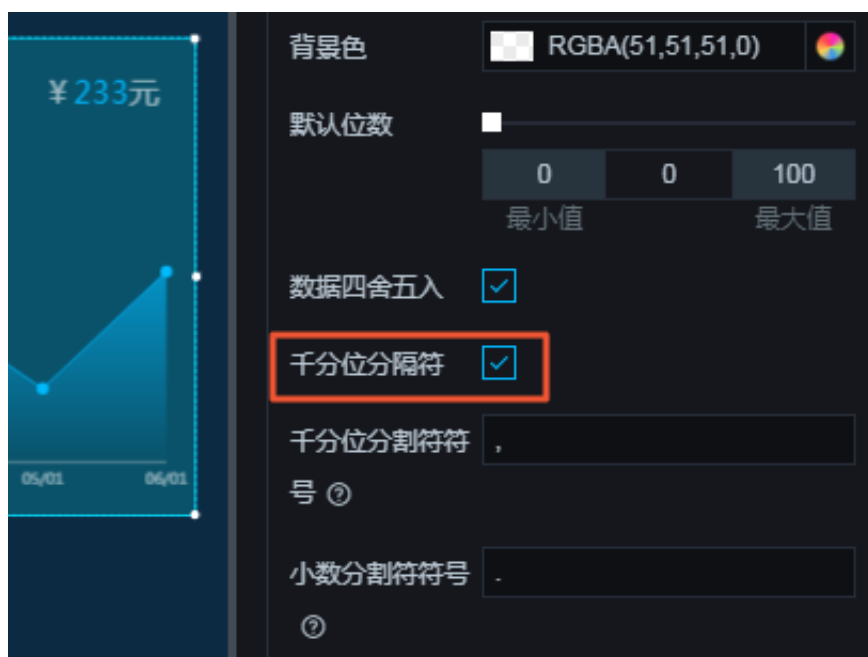 ¥233元
05/01
06/01
背景色
RGBA(51,51,51,0)
默认位数
0
0
100
最小值
最大值
数据四舍五入
千分位分隔符
千分位分割符符
号
,
小数分割符符号
.